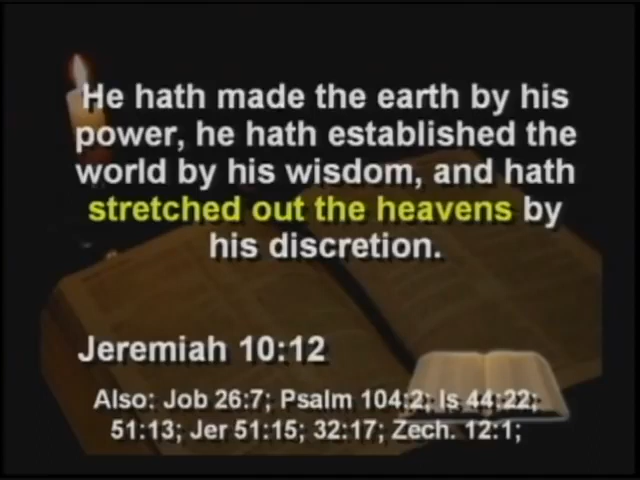 He hath made the earth by his
power, he hath established the
world by his wisdom, and hath
stretched out the heavens by
his discretion.
Jeremiah 10:12
Also: Job 26:7; Psalm 104:2; Is 44:22;
51:13; Jer 51:15; 32:17; Zech. 12:1;